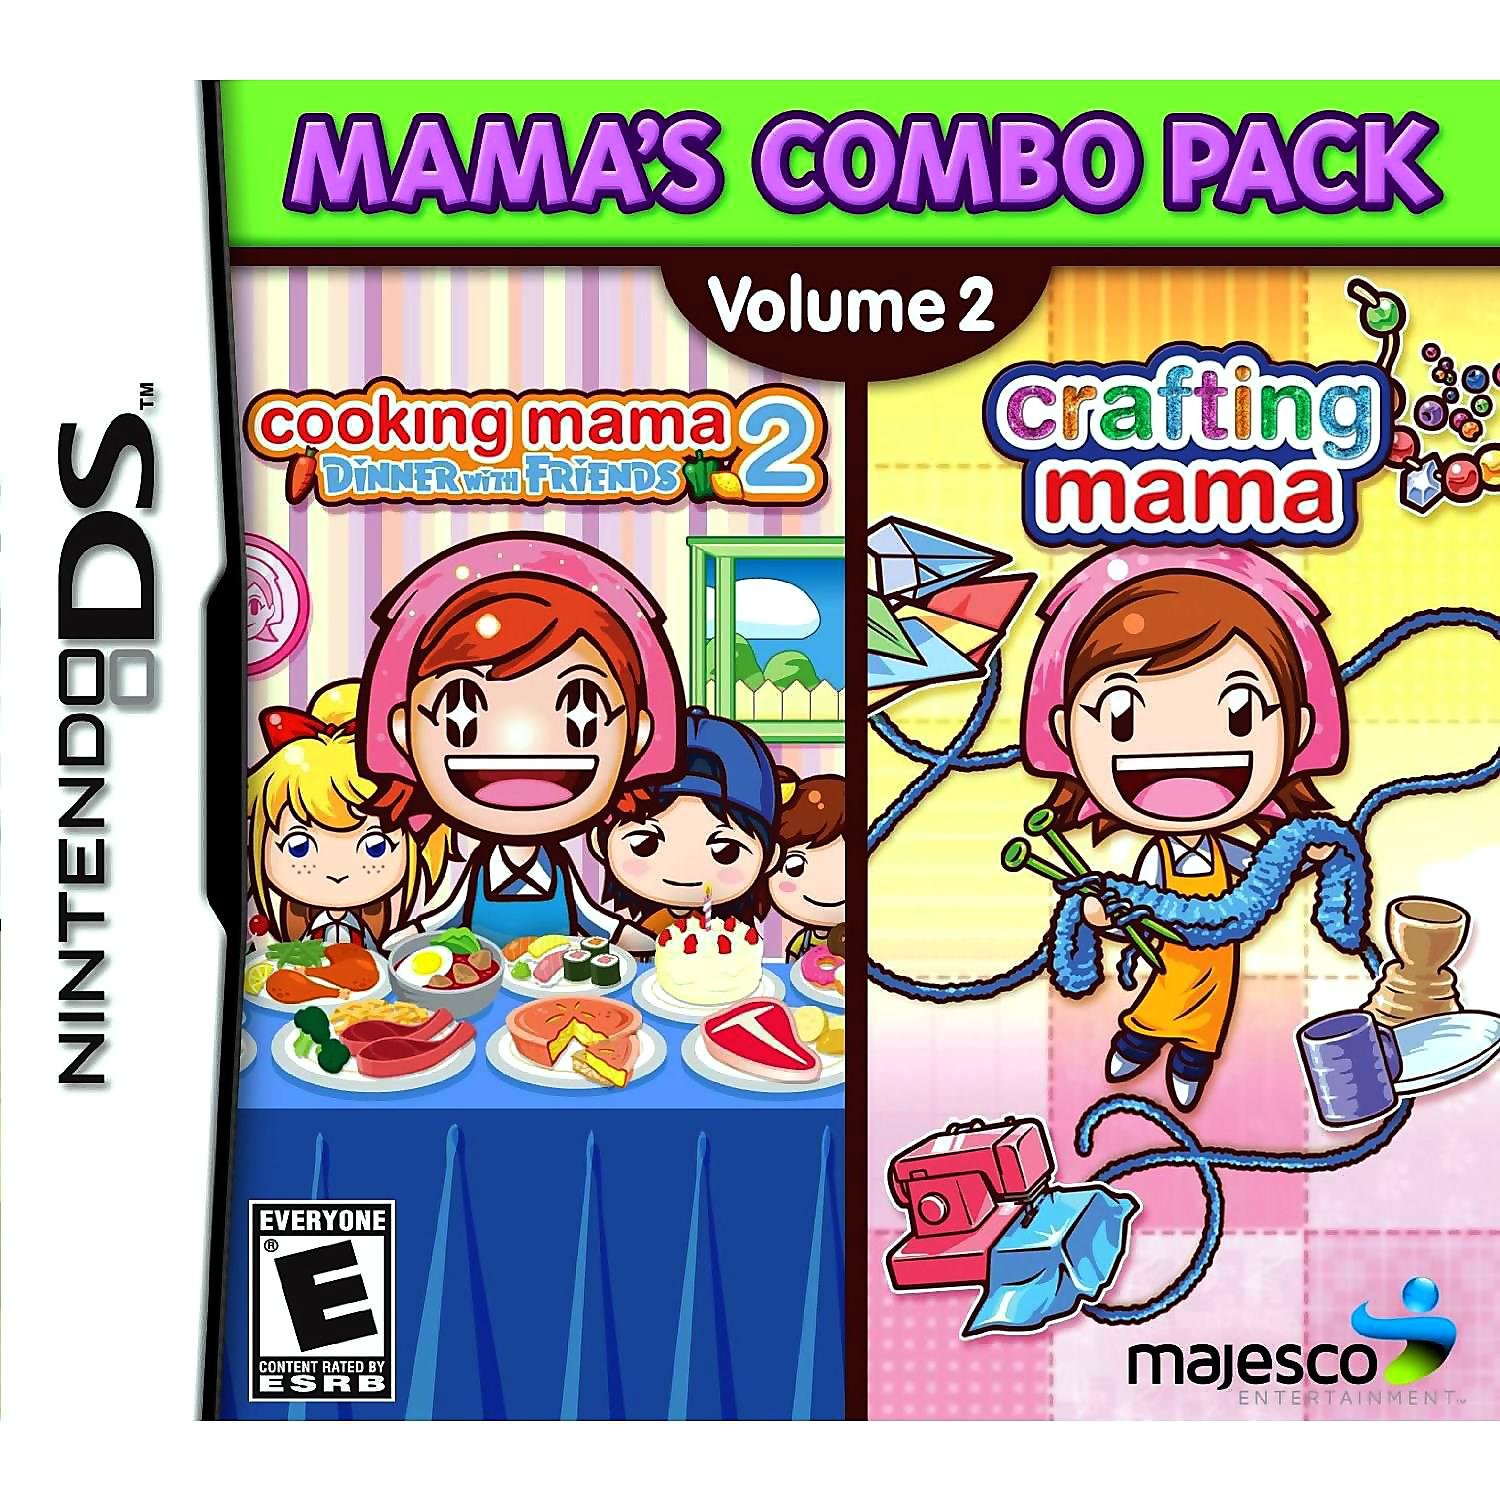 MAMA'S COMBO PACK
Volume 2
NINTENDO DS™
cooking mama 2
DINNER WITH FRIENDS
crafting
mama
EVERYONE
E®
CONTENT RATED BY
ESRB
majesco
ENTERTAINMENT™